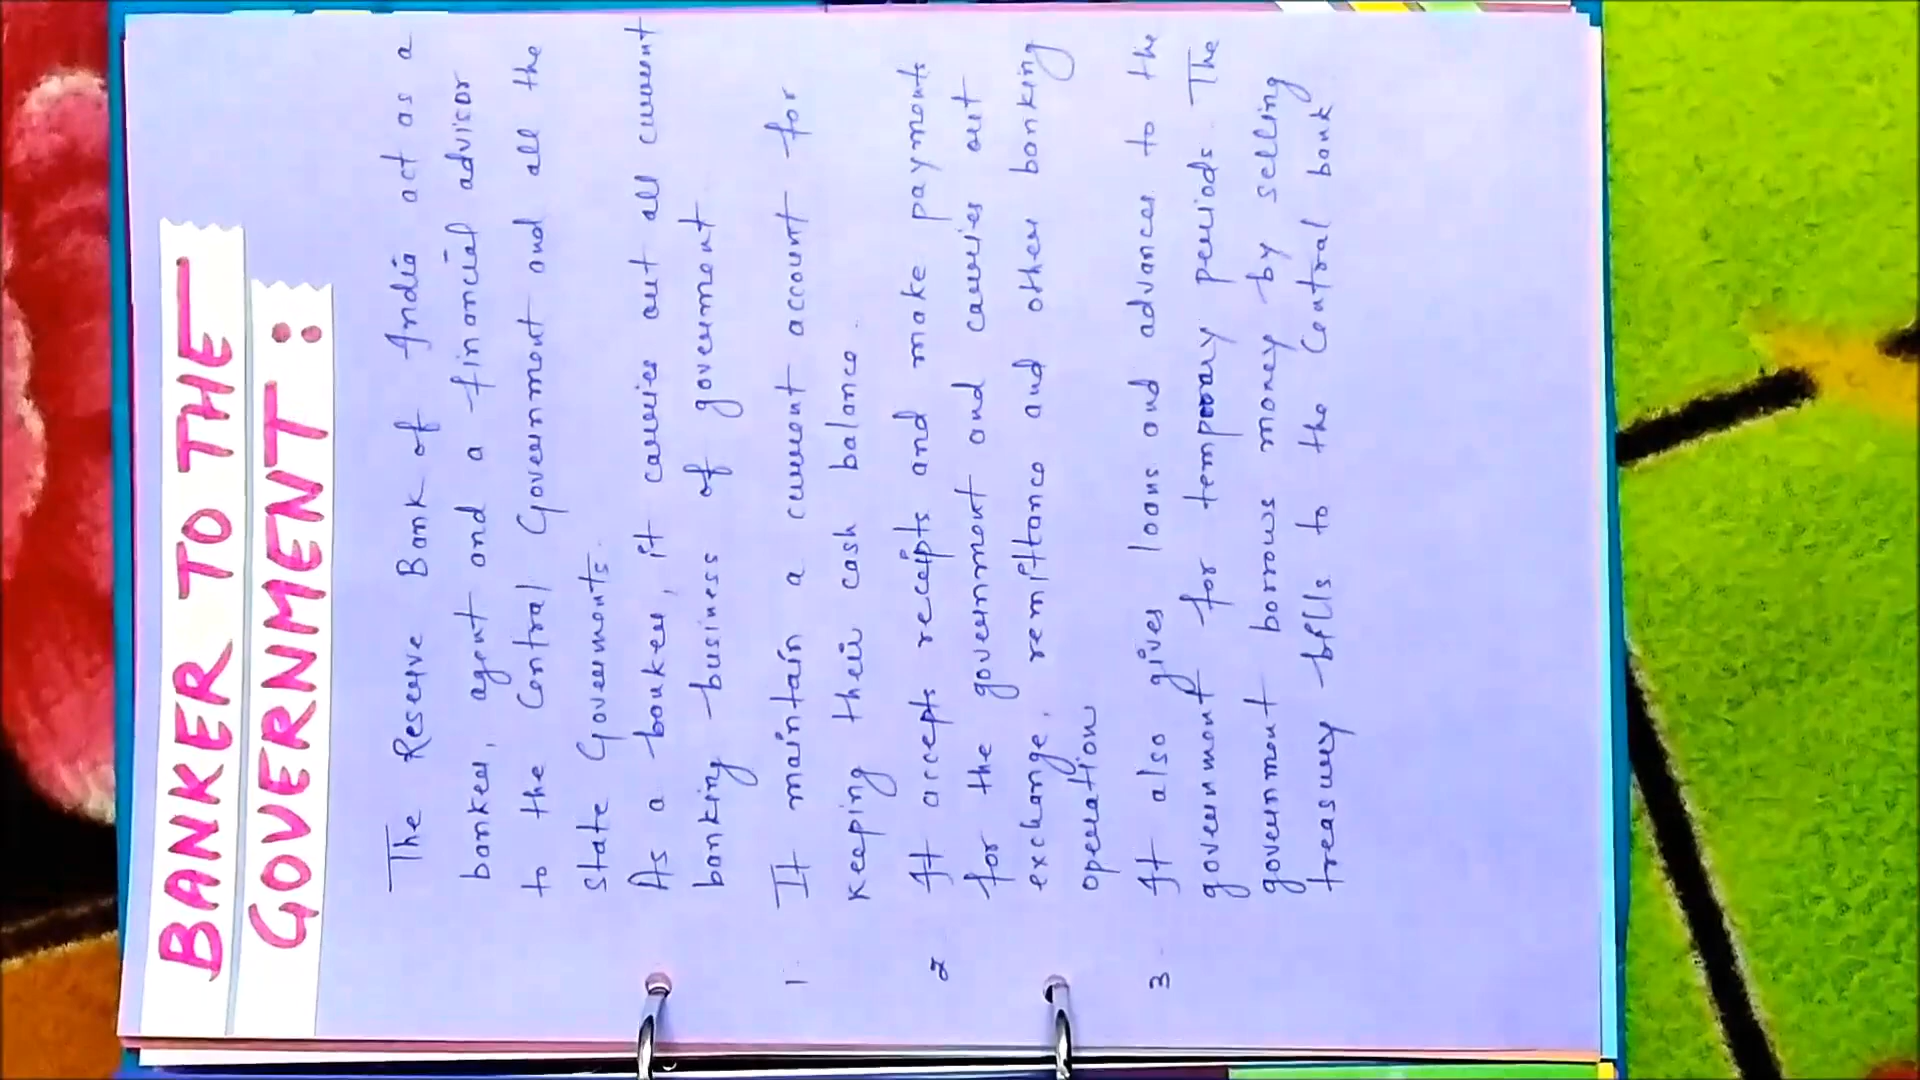 BANKER TO THE
GOVERNMENT :
The Reserve Bank of India act as a
banker, agent and a financial advisor
to the Central Government and all the
State Governments.
As a banker, it carries out all current
banking business of government
1 It maintain a current account for
keeping their cash balance.
2 It accepts receipts and make payments
for the government and carries out
exchange, remittance and other banking
operation
3 It also gives loans and advances to the
government for temporary periods. The
government borrows money by selling
treasury bills to the Central bank